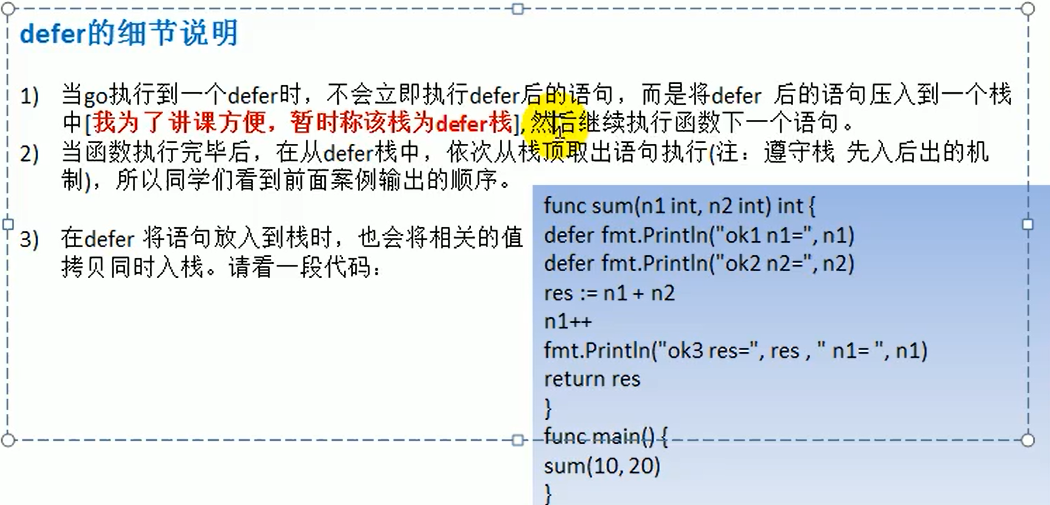 defer的细节说明
1) 当go执行到一个defer时，不会立即执行defer后的语句，而是将defer 后的语句压入到一个栈
中[我为了讲课方便，暂时称该栈为defer栈],然后继续执行函数下一个语句。
2) 当函数执行完毕后，在从defer栈中，依次从栈顶取出语句执行(注：遵守栈 先入后出的机
制)，所以同学们看到前面案例输出的顺序。
3) 在defer 将语句放入到栈时，也会将相关的值
拷贝同时入栈。请看一段代码：
func sum(n1 int, n2 int) int {
defer fmt.Println("ok1 n1=", n1)
defer fmt.Println("ok2 n2=", n2)
res := n1 + n2
n1++
fmt.Println("ok3 res=", res , " n1= ", n1)
return res
}
func main() {
sum(10, 20)
}